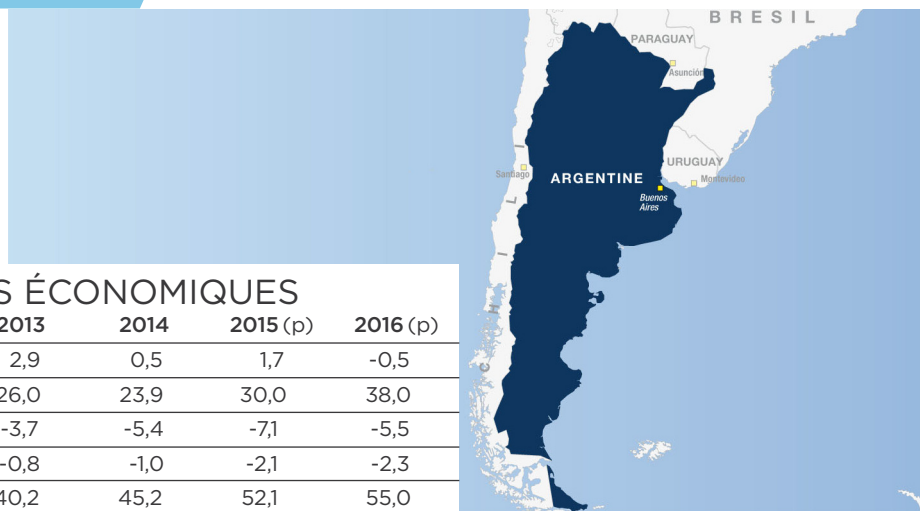 BRESIL
PARAGUAY
Asunción
URUGUAY
Santiago
Montevideo
ARGENTINE
Buenos
Aires
CHILI
S ÉCONOMIQUES
2013 2014 2015 (p) 2016 (p)
2,9 0,5 1,7 -0,5
26,0 23,9 30,0 38,0
-3,7 -5,4 -7,1 -5,5
-0,8 -1,0 -2,1 -2,3
40,2 45,2 52,1 55,0